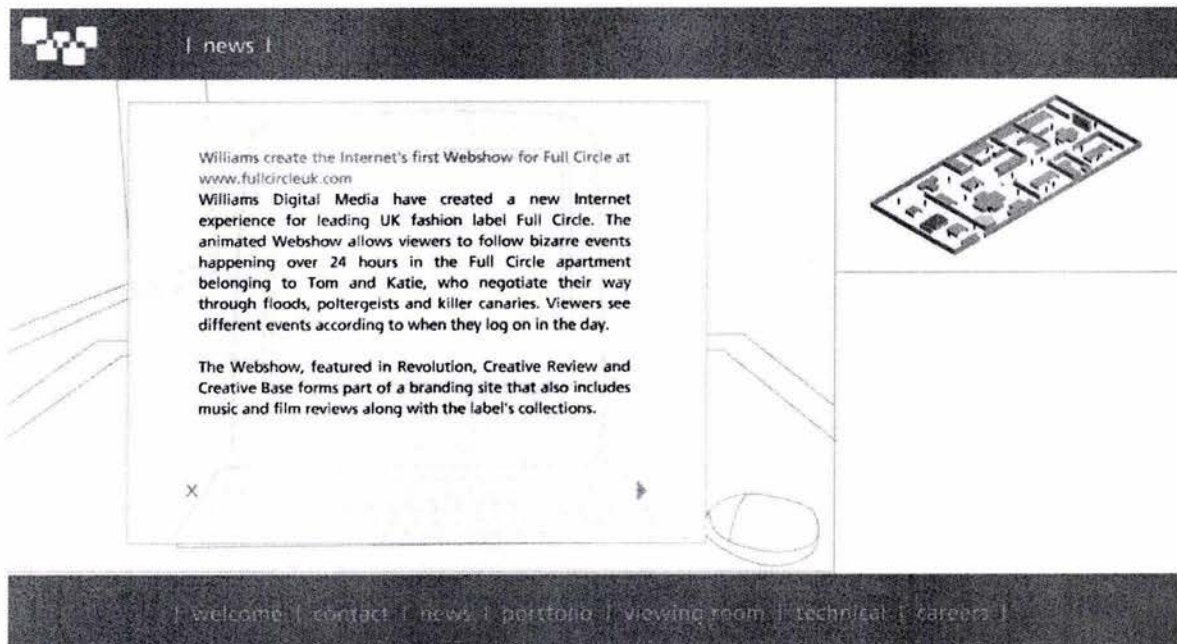 | news |
Williams create the Internet's first Webshow for Full Circle at
www.fullcircleuk.com
Williams Digital Media have created a new Internet
experience for leading UK fashion label Full Circle. The
animated Webshow allows viewers to follow bizarre events
happening over 24 hours in the Full Circle apartment
belonging to Tom and Katie, who negotiate their way
through floods, poltergeists and killer canaries. Viewers see
different events according to when they log on in the day.
The Webshow, featured in Revolution, Creative Review and
Creative Base forms part of a branding site that also includes
music and film reviews along with the label's collections.
X
| welcome | contact | news | portfolio | viewing room | technical | careers |